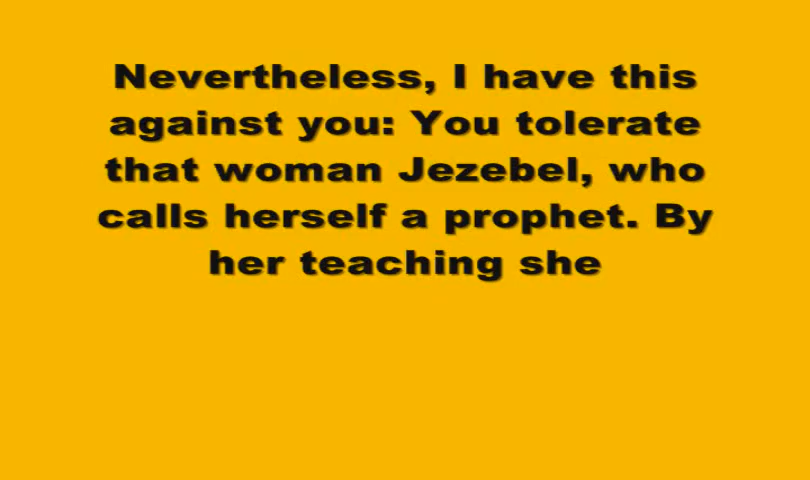 Nevertheless, I have this
against you: You tolerate
that woman Jezebel, who
calls herself a prophet. By
her teaching she